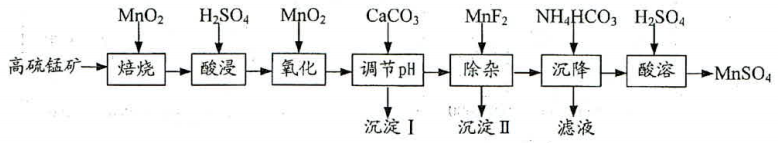 MnO₂ H₂SO₄ MnO₂ CaCO₃ MnF₂ NH₄HCO₃ H₂SO₄
高硫锰矿 焙烧 酸浸 氧化 调节pH 除杂 沉降 酸溶 MnSO₄
沉淀Ⅰ 沉淀Ⅱ 滤液